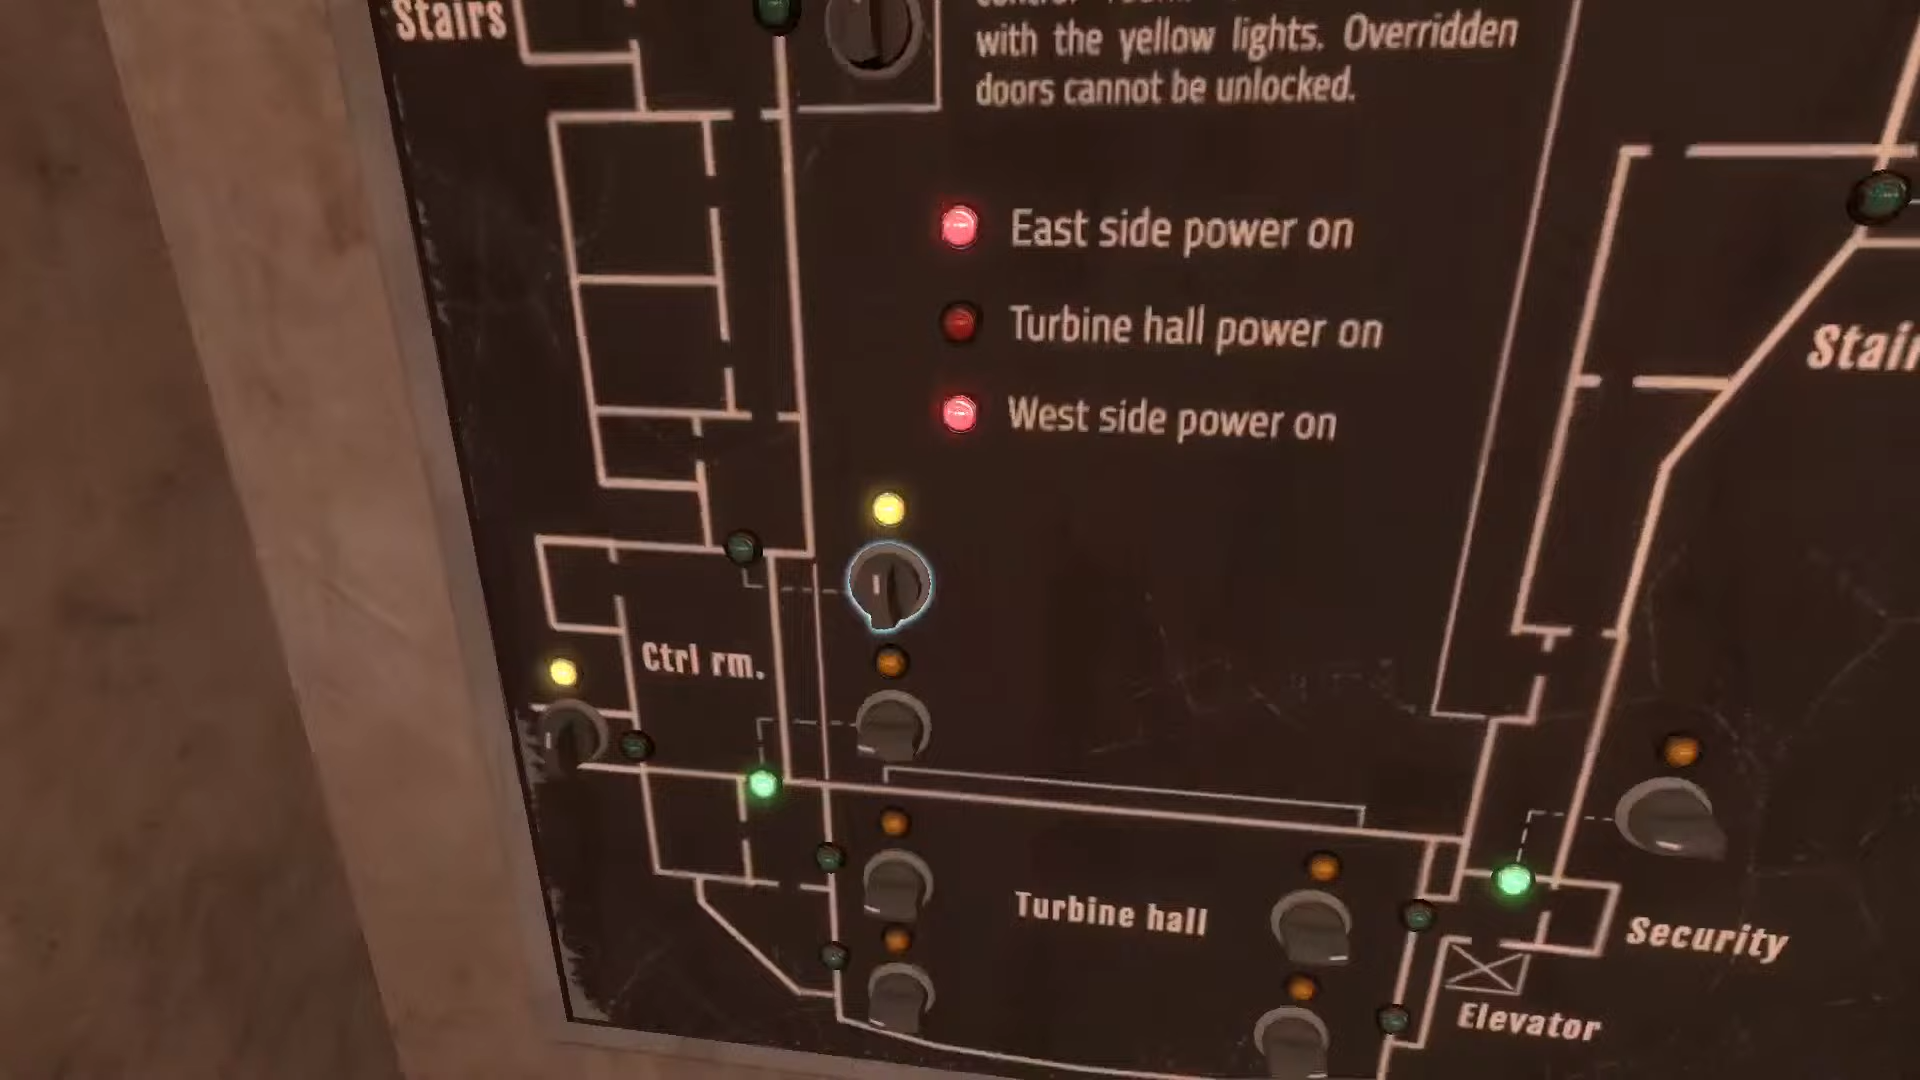 Stairs
with the yellow lights. Overridden
doors cannot be unlocked.
East side power on
Turbine hall power on
West side power on
Ctrl rm.
Turbine hall
Security
Elevator